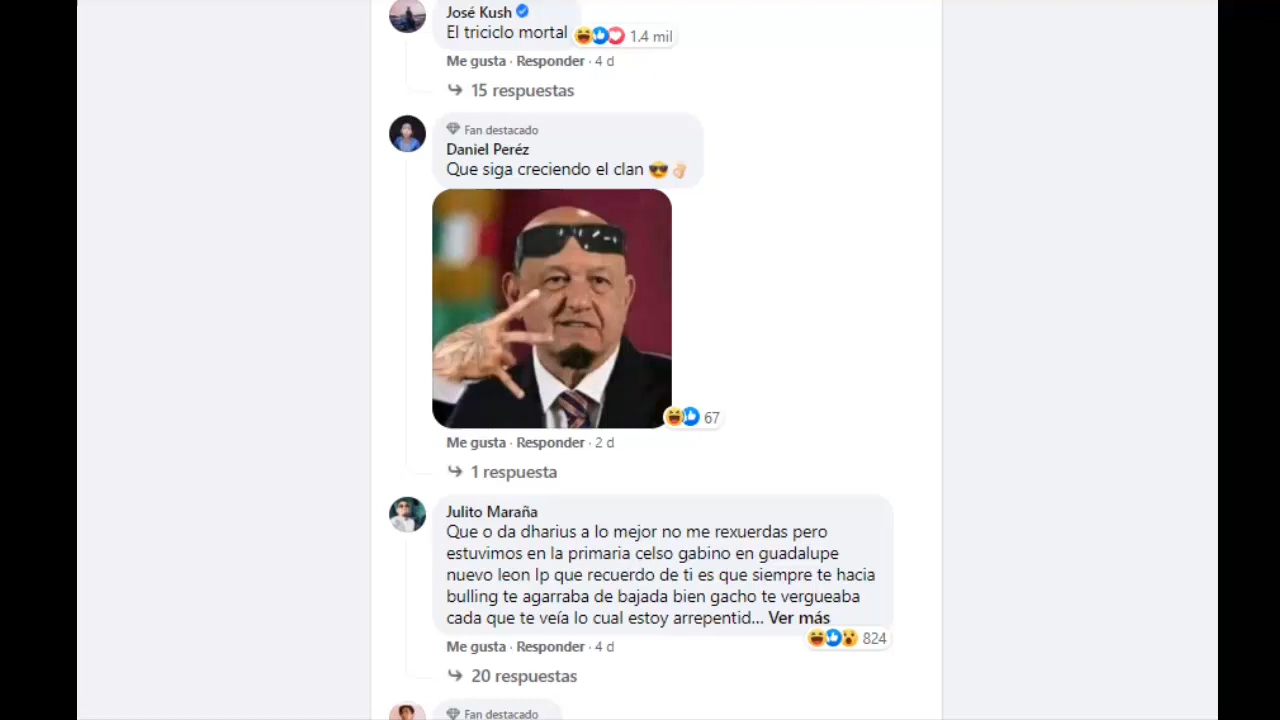 José Kush
El triciclo mortal
1.4 mil
Me gusta · Responder · 4 d
15 respuestas
Fan destacado
Daniel Peréz
Que siga creciendo el clan 😎👌🏻
67
Me gusta · Responder · 2 d
1 respuesta
Julito Maraña
Que o da dharius a lo mejor no me rexuerdas pero
estuvimos en la primaria celso gabino en guadalupe
nuevo leon lp que recuerdo de ti es que siempre te hacia
bulling te agarraba de bajada bien gacho te vergueaba
cada que te veía lo cual estoy arrepentid... Ver más
824
Me gusta · Responder · 4 d
20 respuestas
Fan destacado